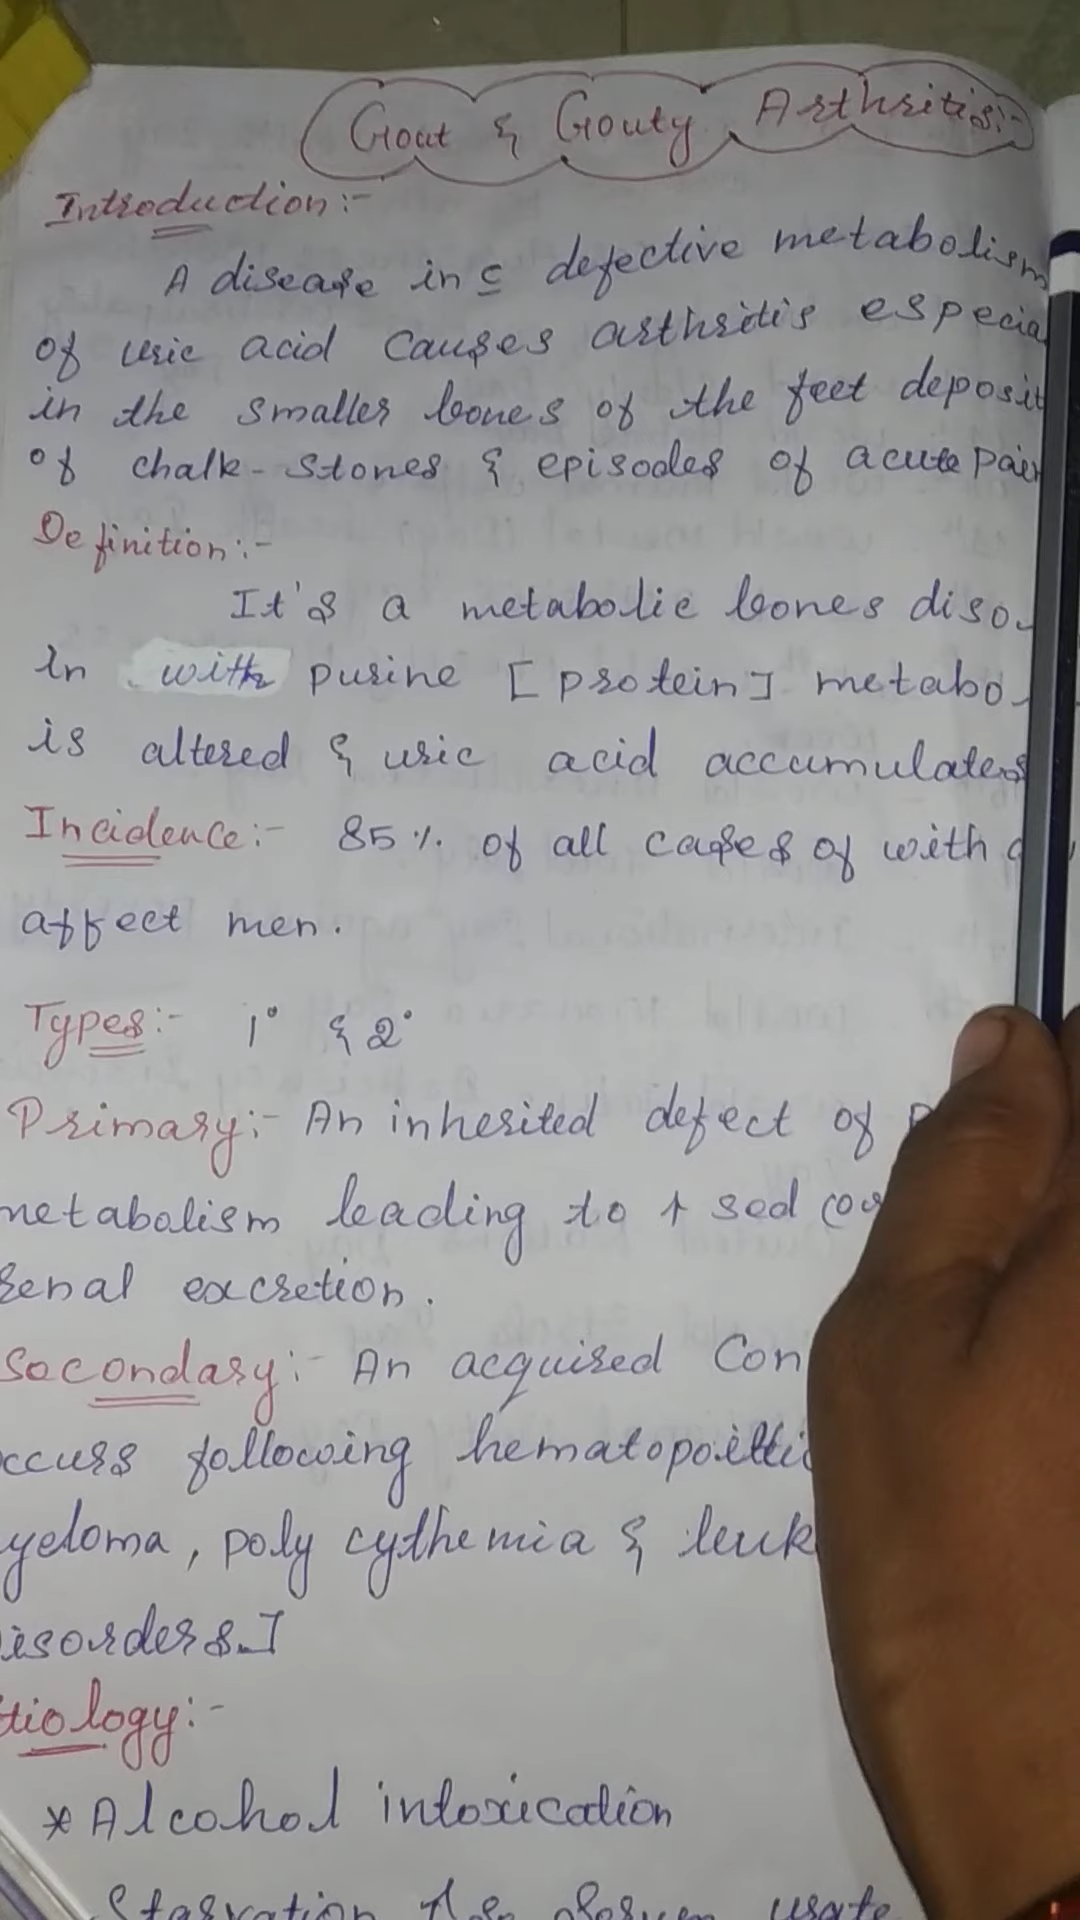 Gout & Gouty Arthritis:-
Introduction:-
A disease in c̲ defective metabolism
of uric acid causes arthritis especia
in the smaller bones of the feet deposit
of chalk-stones & episodes of acute pain
Definition:-
It's a metabolic bones diso
In with purine [protein] metabo
is altered & uric acid accumulates
Incidence:- 85% of all cases of with
affect men.
Types:- 1° & 2°
Primary:- An inherited defect of
metabolism leading to ↑sed
renal excretion.
Secondary:- An acquired Con
ccurs following hematopoittic
yeloma, poly cythemia & leuk
isorders.]
tiology:-
* Alcohol intoxication
Starvation urate